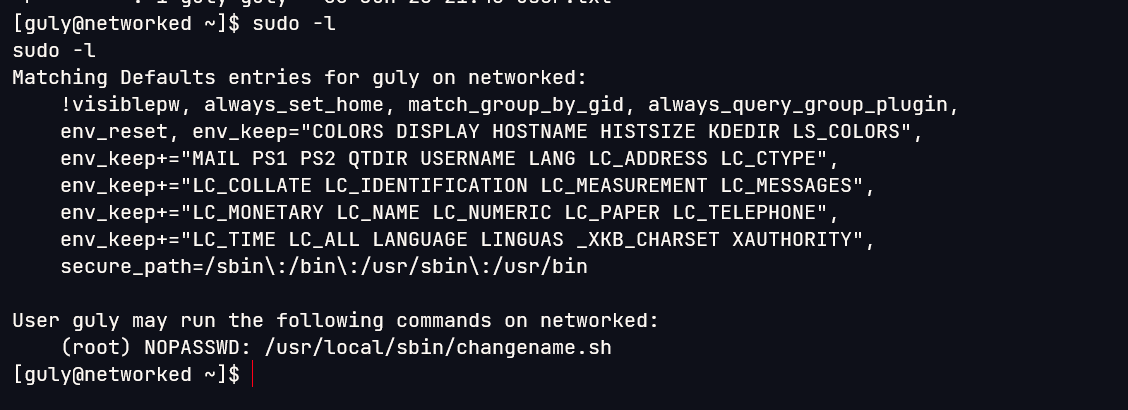 [guly@networked ~]$ sudo -l
sudo -l
Matching Defaults entries for guly on networked:
    !visiblepw, always_set_home, match_group_by_gid, always_query_group_plugin,
    env_reset, env_keep="COLORS DISPLAY HOSTNAME HISTSIZE KDEDIR LS_COLORS",
    env_keep+="MAIL PS1 PS2 QTDIR USERNAME LANG LC_ADDRESS LC_CTYPE",
    env_keep+="LC_COLLATE LC_IDENTIFICATION LC_MEASUREMENT LC_MESSAGES",
    env_keep+="LC_MONETARY LC_NAME LC_NUMERIC LC_PAPER LC_TELEPHONE",
    env_keep+="LC_TIME LC_ALL LANGUAGE LINGUAS _XKB_CHARSET XAUTHORITY",
    secure_path=/sbin\:/bin\:/usr/sbin\:/usr/bin

User guly may run the following commands on networked:
    (root) NOPASSWD: /usr/local/sbin/changename.sh
[guly@networked ~]$